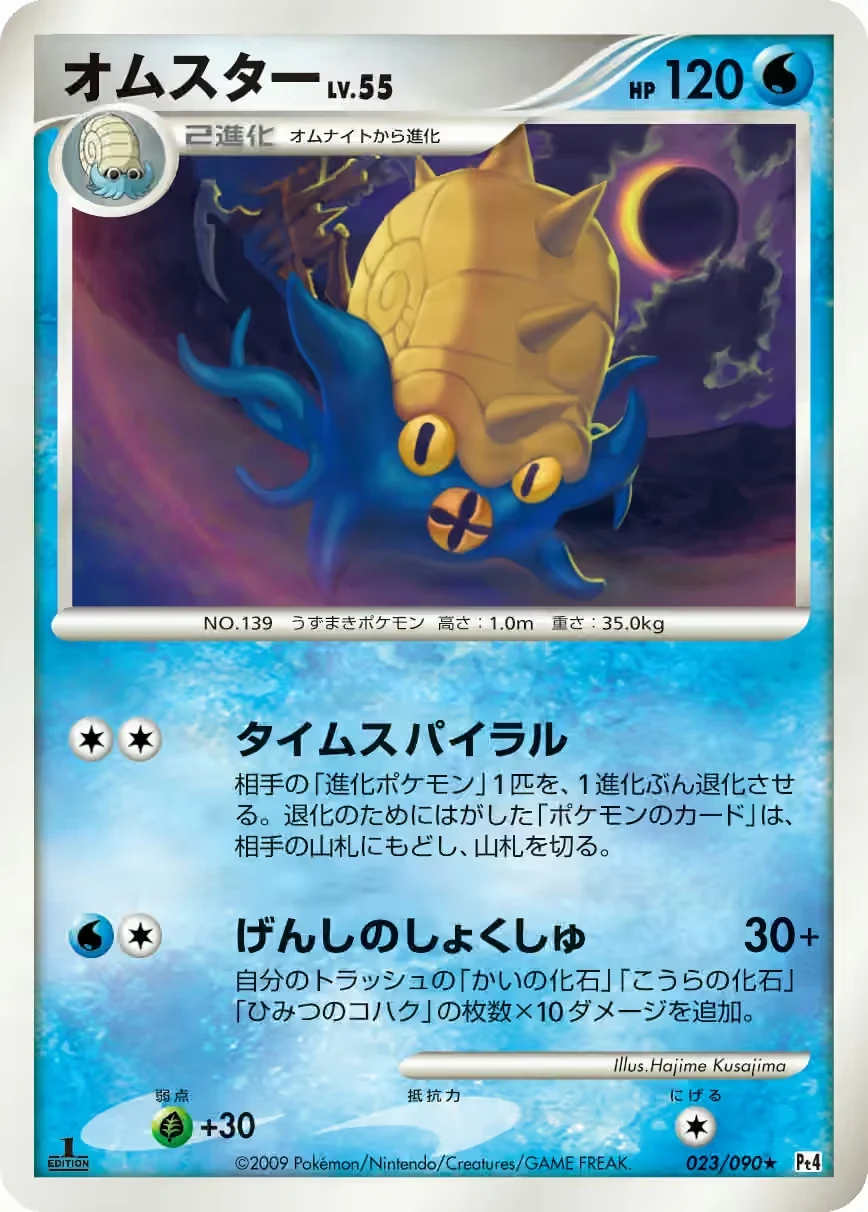 オムスター LV.55 HP 120
2進化 オムナイトから進化
NO.139 うずまきポケモン 高さ:1.0m 重さ:35.0kg
タイムスパイラル
相手の「進化ポケモン」1匹を、1進化ぶん退化させ
る。退化のためにはがした「ポケモンのカード」は、
相手の山札にもどし、山札を切る。
げんしのしょくしゅ 30+
自分のトラッシュの「かいの化石」「こうらの化石」
「ひみつのコハク」の枚数×10ダメージを追加。
Illus.Hajime Kusajima
弱点 抵抗力 にげる
+30
1 EDITION ©2009 Pokémon/Nintendo/Creatures/GAME FREAK. 023/090★ Pt4